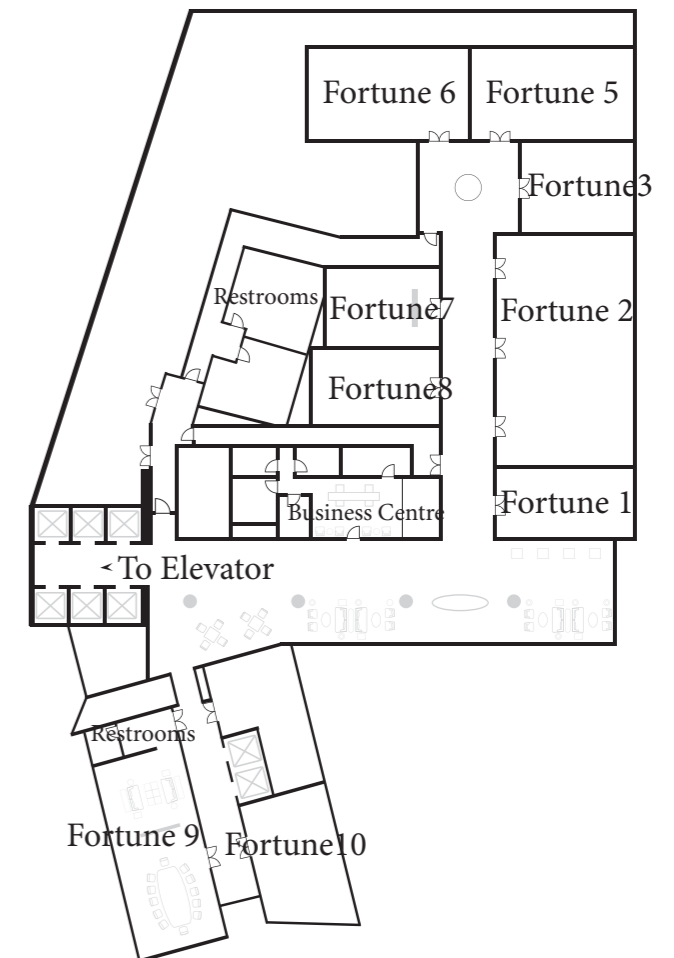 Fortune 6
Fortune 5
Fortune3
Restrooms
Fortune7
Fortune 2
Fortune8
Business Centre
Fortune 1
To Elevator
Restrooms
Fortune 9
Fortune10